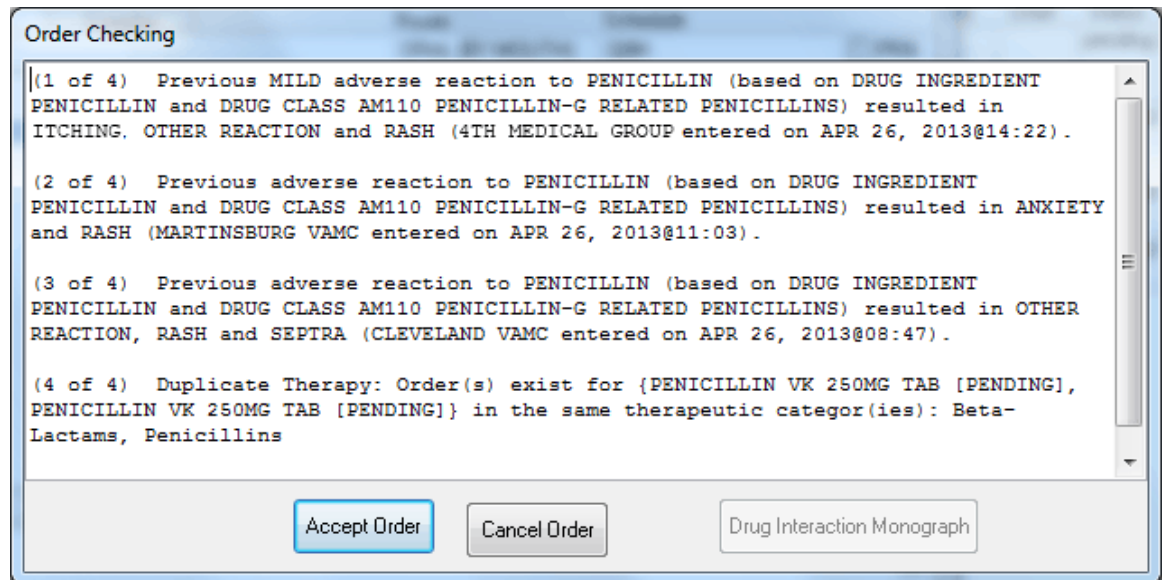 Order Checking
(1 of 4)  Previous MILD adverse reaction to PENICILLIN (based on DRUG INGREDIENT
PENICILLIN and DRUG CLASS AM110 PENICILLIN-G RELATED PENICILLINS) resulted in
ITCHING. OTHER REACTION and RASH (4TH MEDICAL GROUP entered on APR 26, 2013@14:22).
(2 of 4)  Previous adverse reaction to PENICILLIN (based on DRUG INGREDIENT
PENICILLIN and DRUG CLASS AM110 PENICILLIN-G RELATED PENICILLINS) resulted in ANXIETY
and RASH (MARTINSBURG VAMC entered on APR 26, 2013@11:03).
(3 of 4)  Previous adverse reaction to PENICILLIN (based on DRUG INGREDIENT
PENICILLIN and DRUG CLASS AM110 PENICILLIN-G RELATED PENICILLINS) resulted in OTHER
REACTION, RASH and SEPTRA (CLEVELAND VAMC entered on APR 26, 2013@08:47).
(4 of 4)  Duplicate Therapy: Order(s) exist for {PENICILLIN VK 250MG TAB [PENDING],
PENICILLIN VK 250MG TAB [PENDING]} in the same therapeutic categor(ies): Beta-
Lactams, Penicillins
Accept Order
Cancel Order
Drug Interaction Monograph